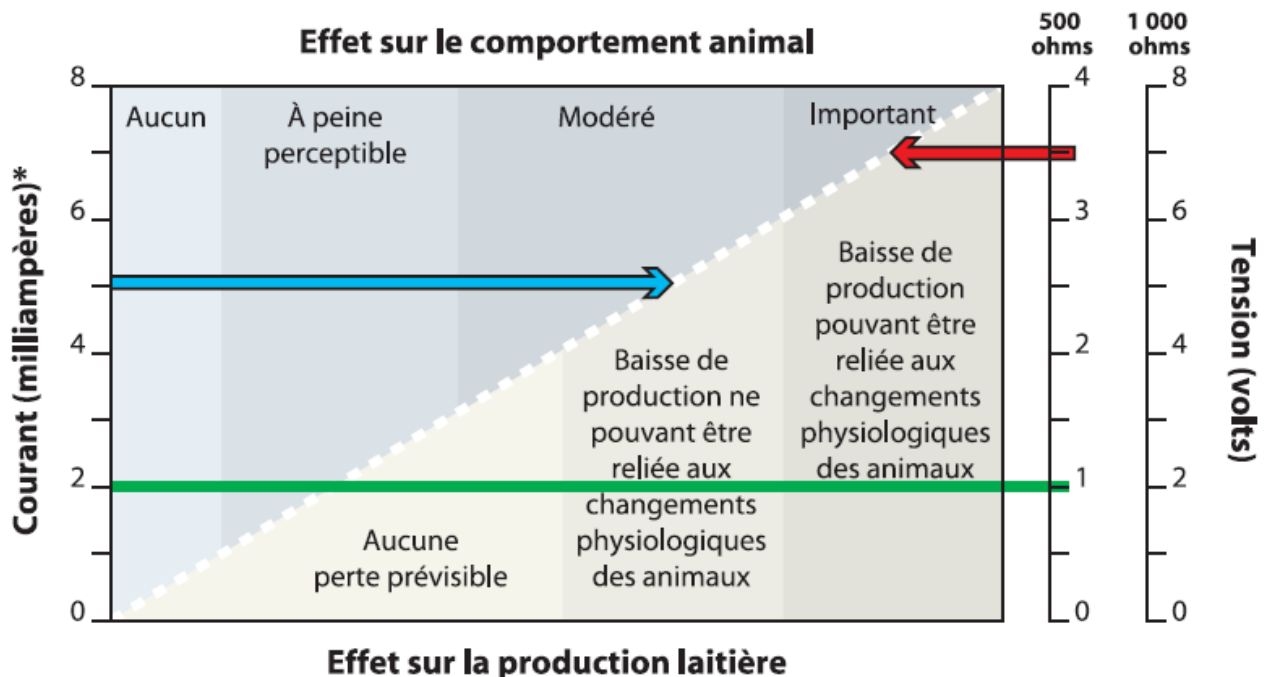 Effet sur le comportement animal
500
ohms
1 000
ohms
Courant (milliampères)*
8
6
4
2
0
Aucun
À peine
perceptible
Modéré
Important
Baisse de
production
pouvant être
reliée aux
changements
physiologiques
des animaux
Baisse de
production ne
pouvant être
reliée aux
changements
physiologiques
des animaux
Aucune
perte prévisible
4
3
2
1
0
8
6
4
2
0
Tension (volts)
Effet sur la production laitière